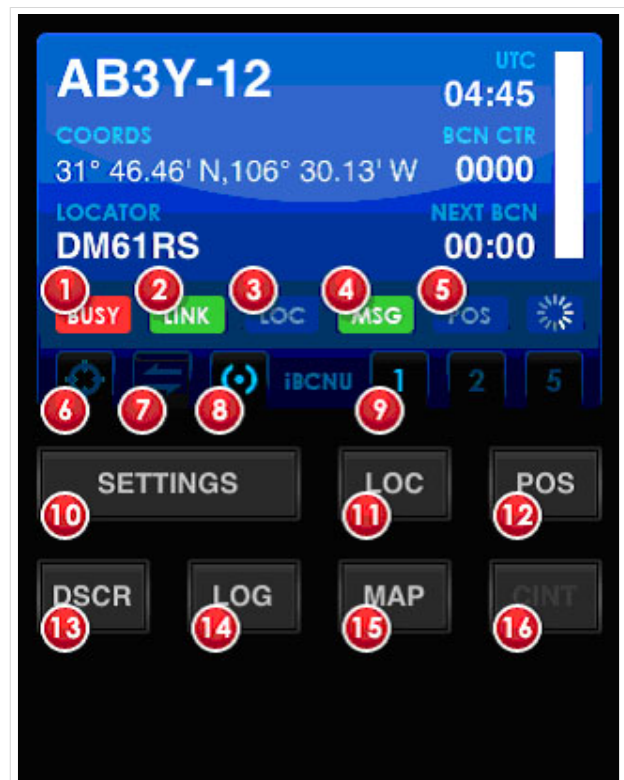 AB3Y-12
UTC
04:45
COORDS
BCN CTR
31° 46.46' N,106° 30.13' W
0000
LOCATOR
NEXT BCN
DM61RS
00:00
1 2 3 4 5
BUSY LINK LOC MSG POS
iBCNU 1 2 5
6 7 8 9
SETTINGS LOC POS
10 11 12
DSCR LOG MAP CINT
13 14 15 16